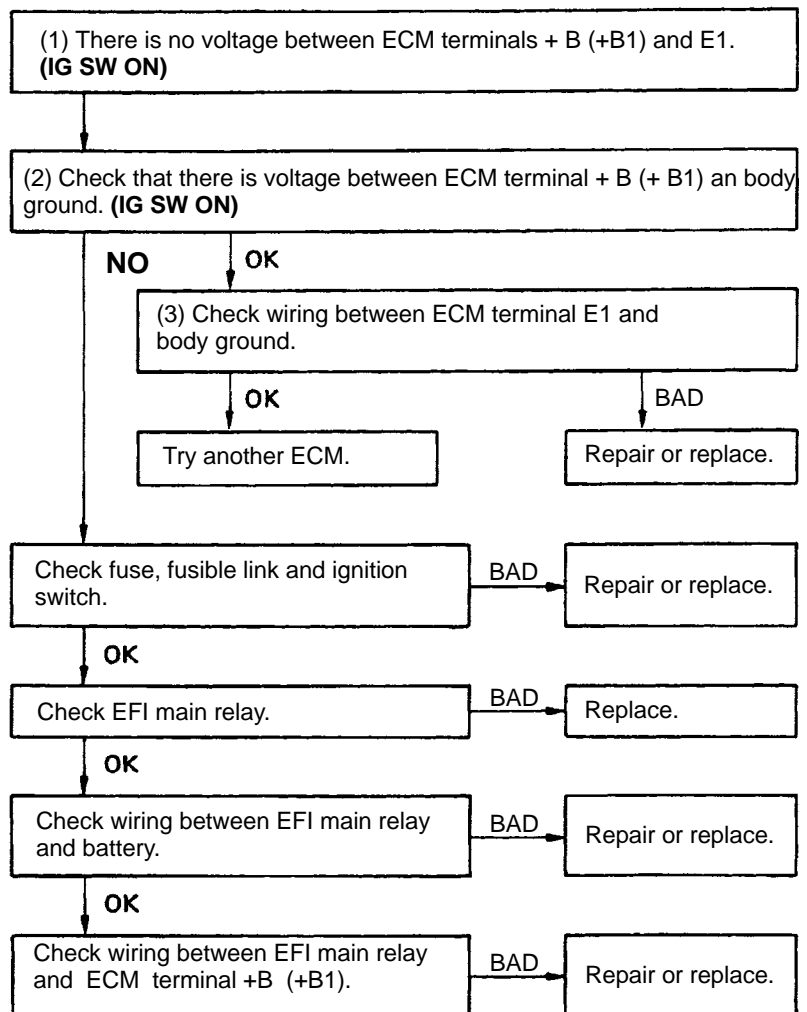 (1) There is no voltage between ECM terminals + B (+B1) and E1.
(IG SW ON)
(2) Check that there is voltage between ECM terminal + B (+ B1) an body
ground. (IG SW ON)
NO
OK
(3) Check wiring between ECM terminal E1 and
body ground.
OK
BAD
Try another ECM.
Repair or replace.
Check fuse, fusible link and ignition
switch.
BAD
Repair or replace.
OK
Check EFI main relay.
BAD
Replace.
OK
Check wiring between EFI main relay
and battery.
BAD
Repair or replace.
OK
Check wiring between EFI main relay
and ECM terminal +B (+B1).
BAD
Repair or replace.